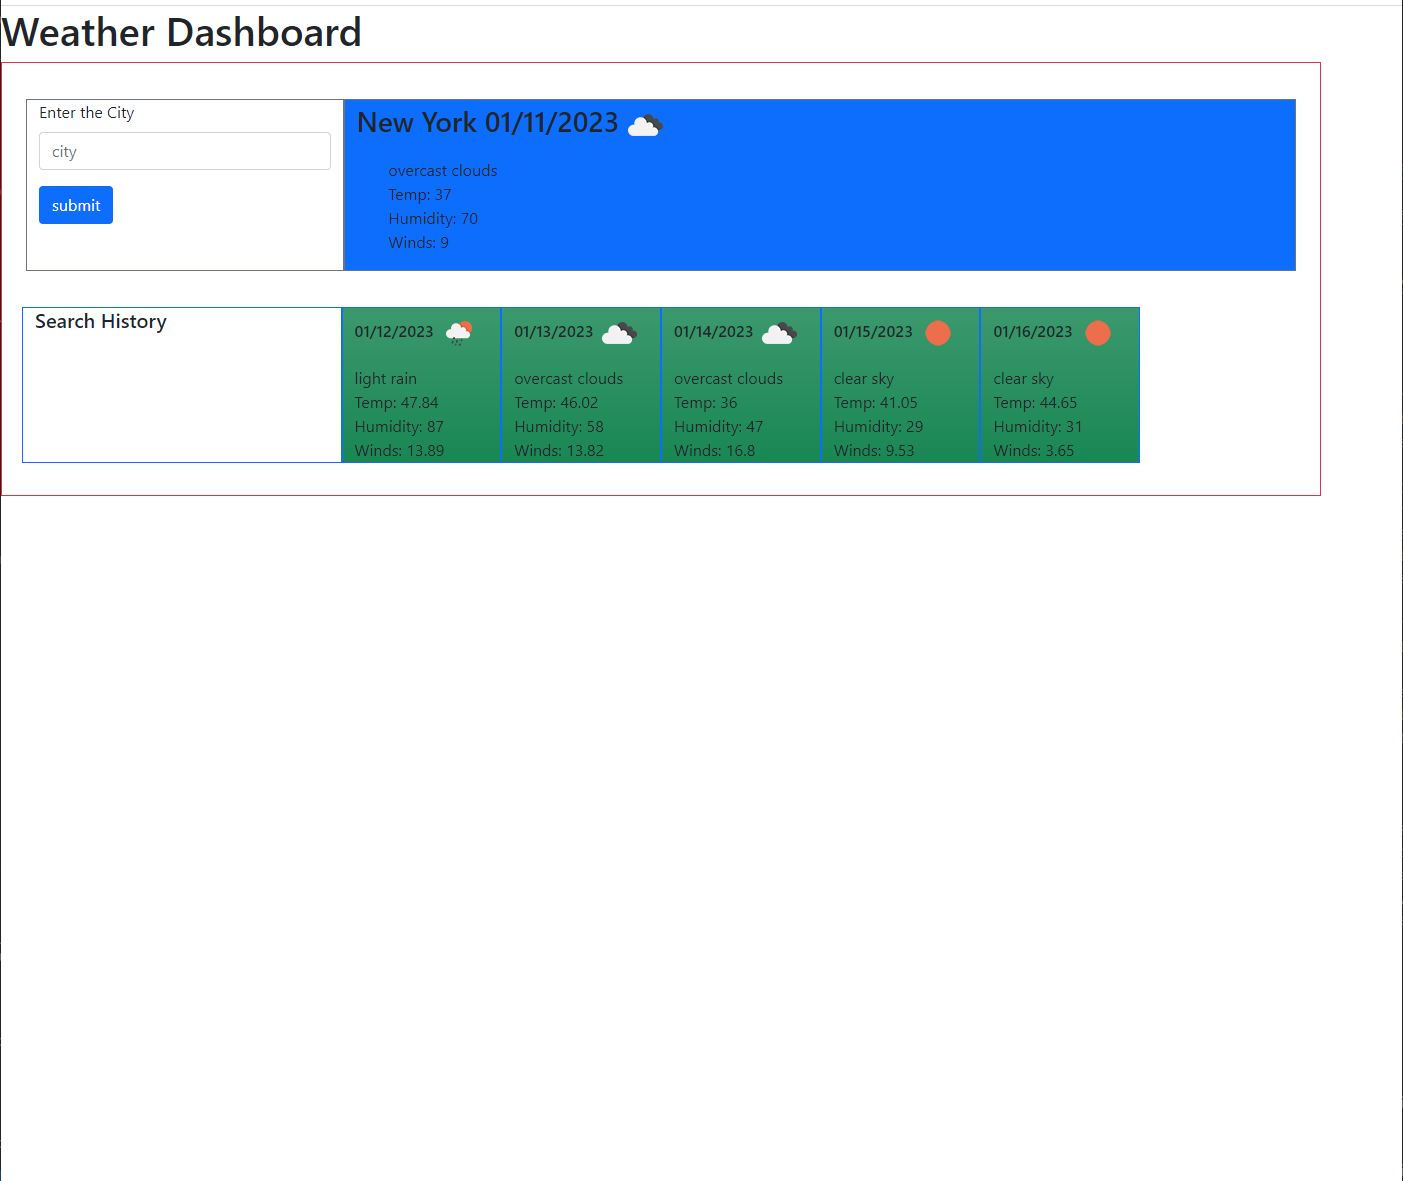 Weather Dashboard
Enter the City
city
submit
New York 01/11/2023
overcast clouds
Temp: 37
Humidity: 70
Winds: 9
Search History
01/12/2023
light rain
Temp: 47.84
Humidity: 87
Winds: 13.89
01/13/2023
overcast clouds
Temp: 46.02
Humidity: 58
Winds: 13.82
01/14/2023
overcast clouds
Temp: 36
Humidity: 47
Winds: 16.8
01/15/2023
clear sky
Temp: 41.05
Humidity: 29
Winds: 9.53
01/16/2023
clear sky
Temp: 44.65
Humidity: 31
Winds: 3.65